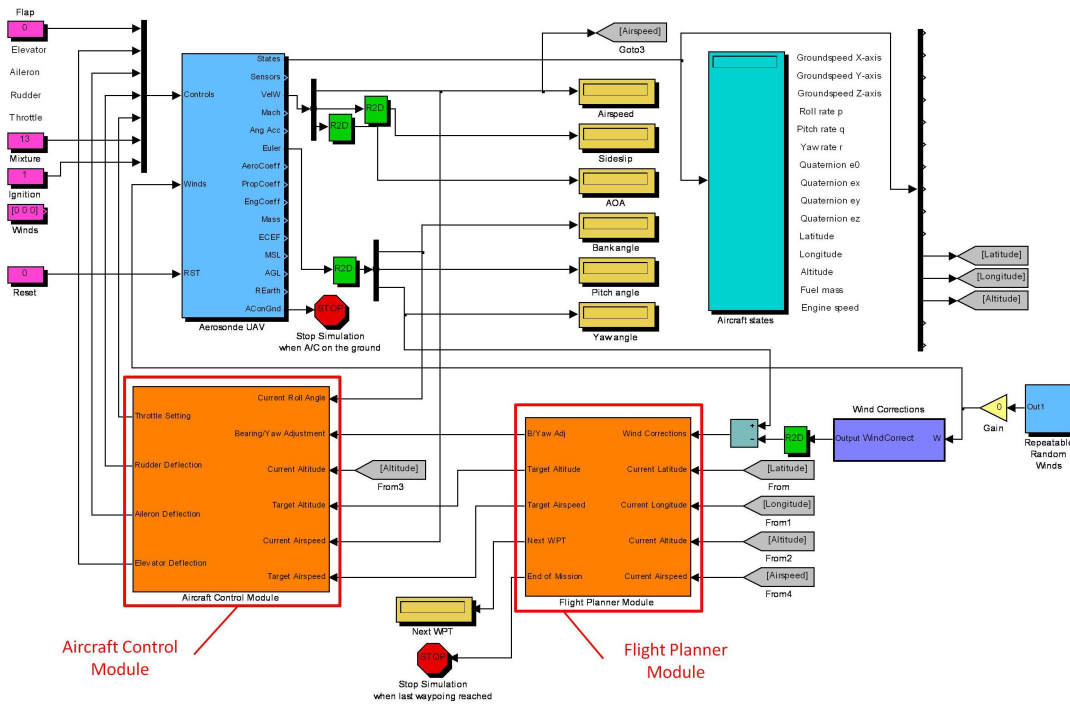 Flap
0
Elevator
Aileron
Rudder
Throttle
13
Mixture
1
Ignition
[0 0 0]
Winds
0
Reset
Controls
Winds
RST
States
Sensors
VelW
Mach
Ang Acc
Euler
AeroCoeff
PropCoeff
EngCoeff
Mass
ECEF
MSL
AGL
REarth
AConGnd
Aerosonde UAV
R2D
R2D
R2D
STOP
Stop Simulation
when A/C on the ground
[Airspeed]
Goto3
Airspeed
Sideslip
AOA
Bank angle
Pitch angle
Yaw angle
Aircraft states
Groundspeed X-axis
Groundspeed Y-axis
Groundspeed Z-axis
Roll rate p
Pitch rate q
Yaw rate r
Quaternion e0
Quaternion ex
Quaternion ey
Quaternion ez
Latitude
Longitude
Altitude
Fuel mass
Engine speed
[Latitude]
[Longitude]
[Altitude]
Throttle Setting
Rudder Deflection
Aileron Deflection
Elevator Deflection
Current Roll Angle
Bearing/Yaw Adjustment
Current Altitude
Target Altitude
Current Airspeed
Target Airspeed
Aircraft Control Module
[Altitude]
From3
B/Yaw Adj
Target Altitude
Target Airspeed
Next WPT
End of Mission
Wind Corrections
Current Latitude
Current Longitude
Current Altitude
Current Airspeed
Flight Planner Module
+
−
R2D
Wind Corrections
Output WindCorrect
W
0
Gain
Out1
Repeatable
Random
Winds
[Latitude]
From
[Longitude]
From1
[Altitude]
From2
[Airspeed]
From4
Next WPT
STOP
Stop Simulation
when last waypoing reached
Aircraft Control
Module
Flight Planner
Module